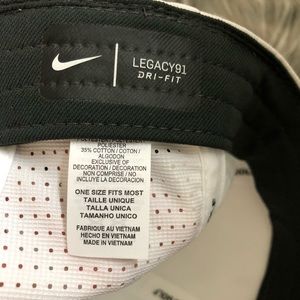 LEGACY91
DRI-FIT
POLYESTER
35% COTTON / COTON /
ALGODON
EXCLUSIVE OF
DECORATION / DECORATION
NON COMPRISE / NO
INCLUYE LA DECORACION
ONE SIZE FITS MOST
TAILLE UNIQUE
TALLA UNICA
TAMANHO UNICO
FABRIQUE AU VIETNAM
HECHO EN VIETNAM
MADE IN VIETNAM